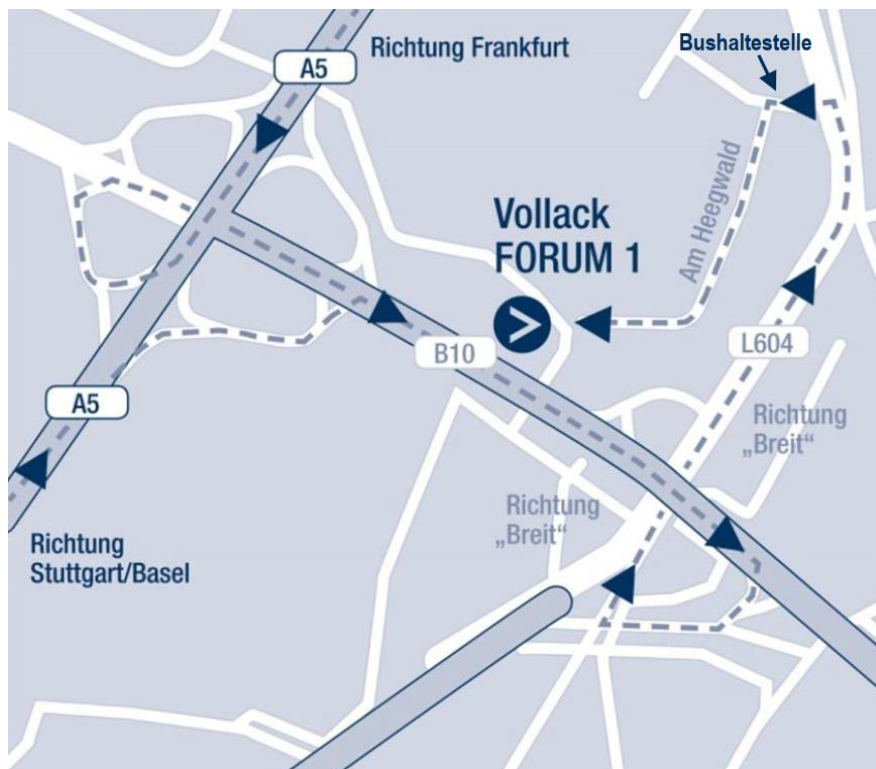 Richtung Frankfurt
Bushaltestelle
A5
Am Heegwald
Vollack
FORUM 1
B10
L604
A5
Richtung
„Breit“
Richtung
„Breit“
Richtung
Stuttgart/Basel